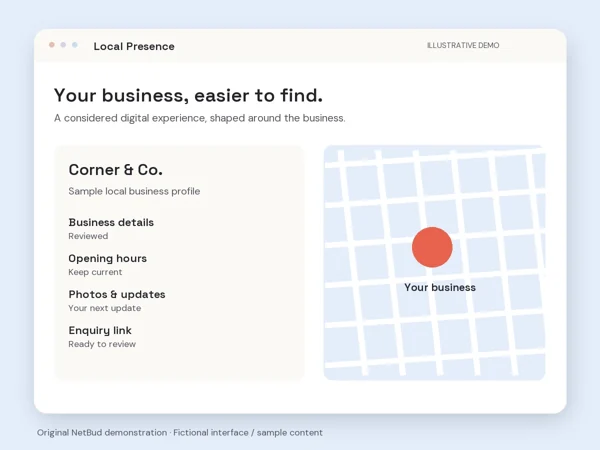 Local Presence
ILLUSTRATIVE DEMO
Your business, easier to find.
A considered digital experience, shaped around the business.
Corner & Co.
Sample local business profile
Business details
Reviewed
Opening hours
Keep current
Photos & updates
Your next update
Enquiry link
Ready to review
Your business
Original NetBud demonstration · Fictional interface / sample content